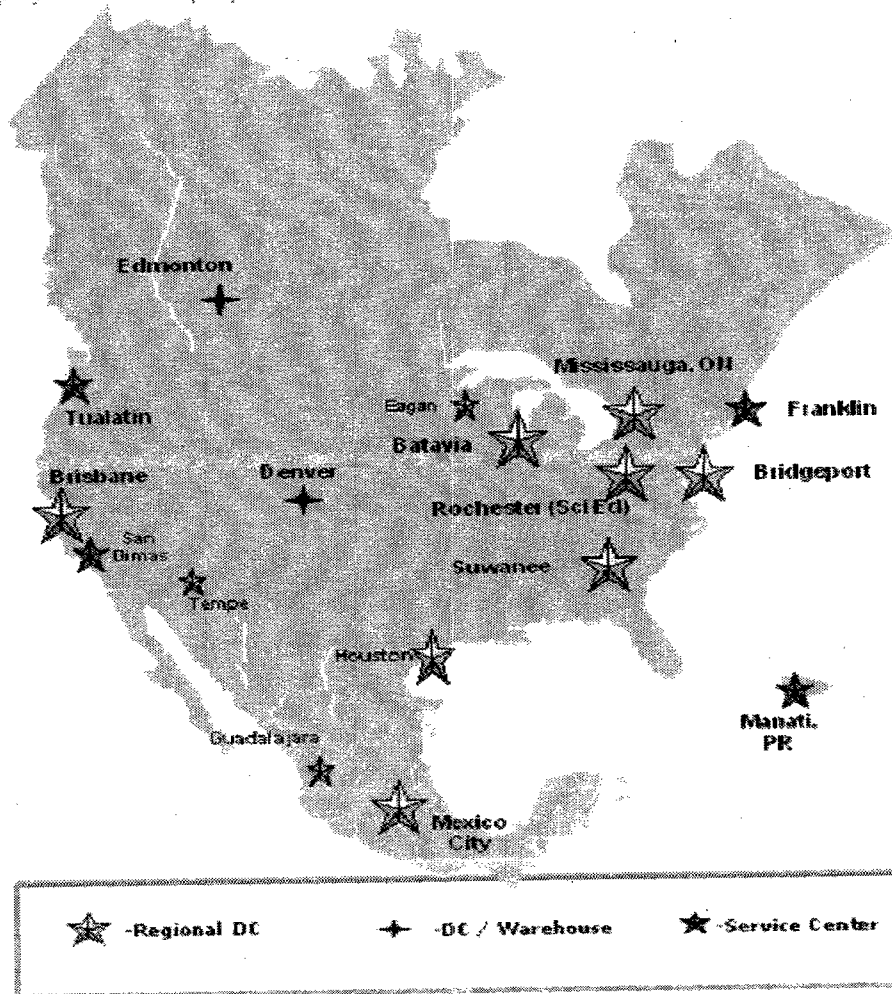 Edmonton
Mississauga, ON
Tualatin
Eagan
Franklin
Batavia
Brisbane
Denver
Bridgeport
Rochester (Sci Ed)
San
Dimas
Suwanee
Tempe
Houston
Manati,
PR
Guadalajara
Mexico
City
-Regional DC
-DC / Warehouse
-Service Center